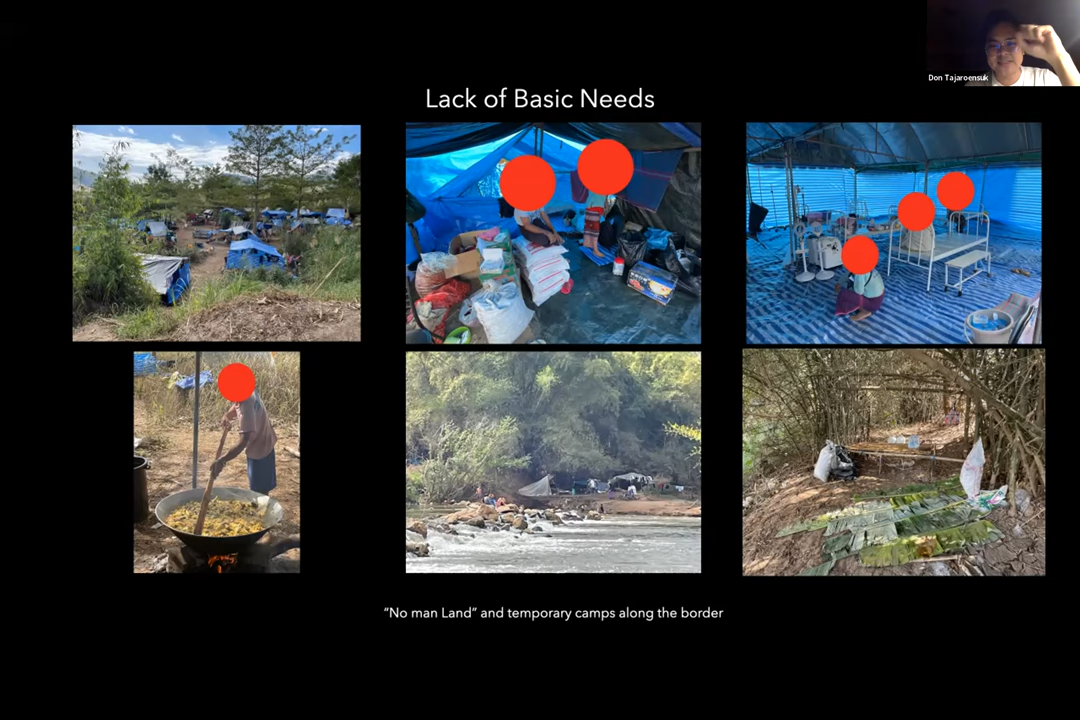 Don Tajaroensuk
Lack of Basic Needs
“No man Land” and temporary camps along the border